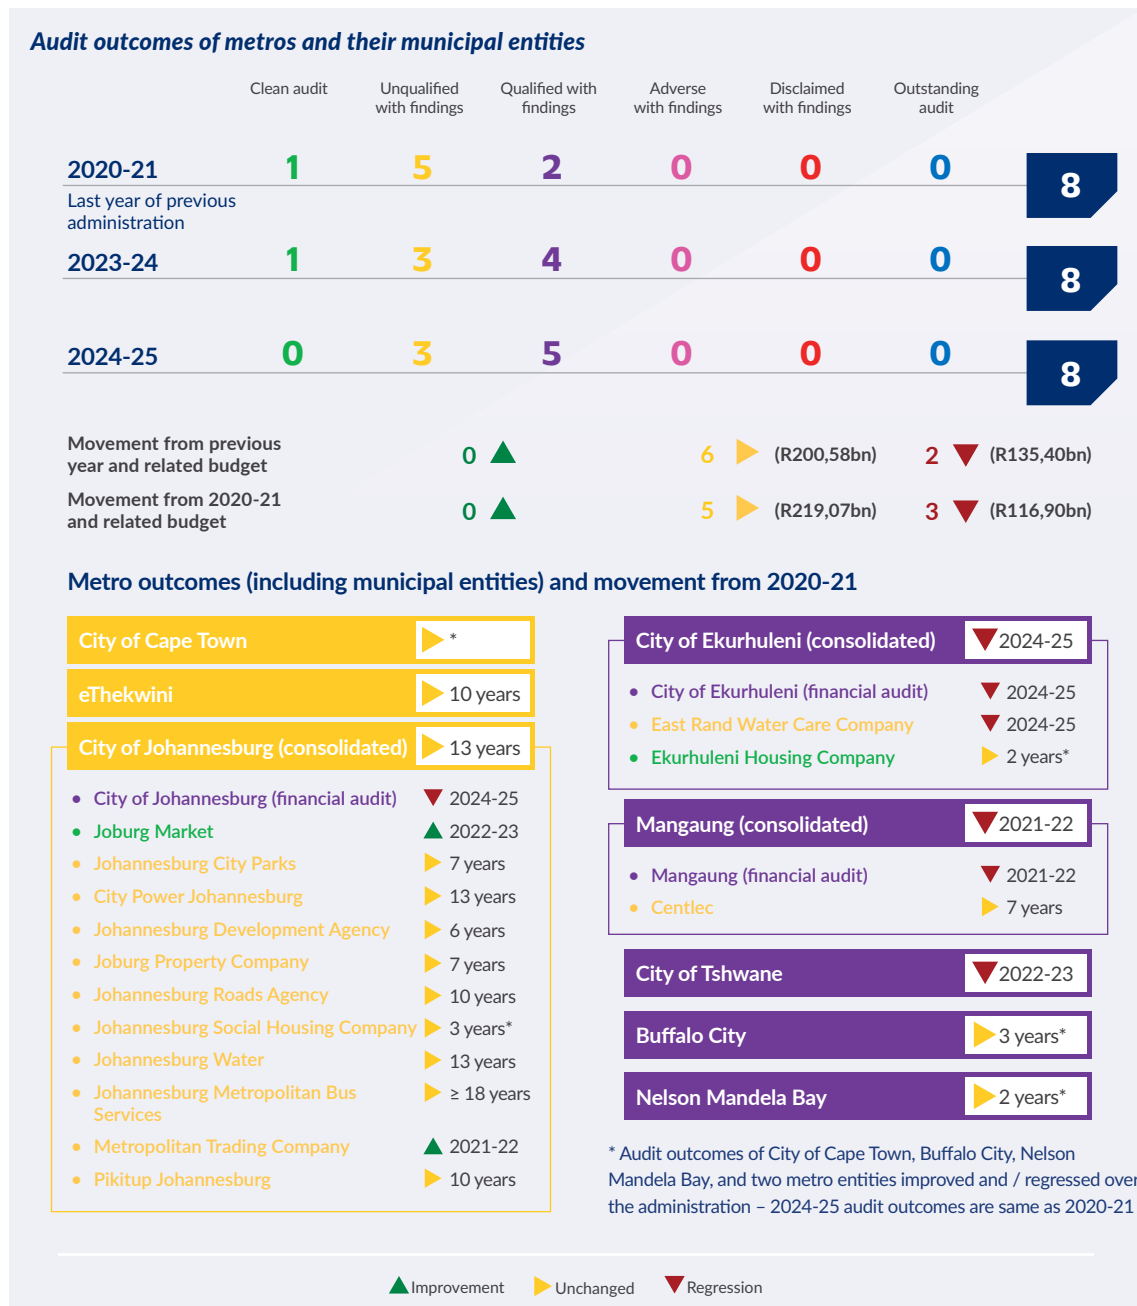 Audit outcomes of metros and their municipal entities
Clean audit
Unqualified
with findings
Qualified with
findings
Adverse
with findings
Disclaimed
with findings
Outstanding
audit
2020-21 1 5 2 0 0 0 8
Last year of previous
administration
2023-24 1 3 4 0 0 0 8
2024-25 0 3 5 0 0 0 8
Movement from previous
year and related budget
0 6 (R200,58bn) 2 (R135,40bn)
Movement from 2020-21
and related budget
0 5 (R219,07bn) 3 (R116,90bn)
Metro outcomes (including municipal entities) and movement from 2020-21
City of Cape Town *
eThekwini 10 years
City of Johannesburg (consolidated) 13 years
• City of Johannesburg (financial audit) 2024-25
• Joburg Market 2022-23
• Johannesburg City Parks 7 years
• City Power Johannesburg 13 years
• Johannesburg Development Agency 6 years
• Joburg Property Company 7 years
• Johannesburg Roads Agency 10 years
• Johannesburg Social Housing Company 3 years*
• Johannesburg Water 13 years
• Johannesburg Metropolitan Bus ≥ 18 years
Services
• Metropolitan Trading Company 2021-22
• Pikitup Johannesburg 10 years
City of Ekurhuleni (consolidated) 2024-25
• City of Ekurhuleni (financial audit) 2024-25
• East Rand Water Care Company 2024-25
• Ekurhuleni Housing Company 2 years*
Mangaung (consolidated) 2021-22
• Mangaung (financial audit) 2021-22
• Centlec 7 years
City of Tshwane 2022-23
Buffalo City 3 years*
Nelson Mandela Bay 2 years*
* Audit outcomes of City of Cape Town, Buffalo City, Nelson
Mandela Bay, and two metro entities improved and / regressed over
the administration – 2024-25 audit outcomes are same as 2020-21
Improvement Unchanged Regression